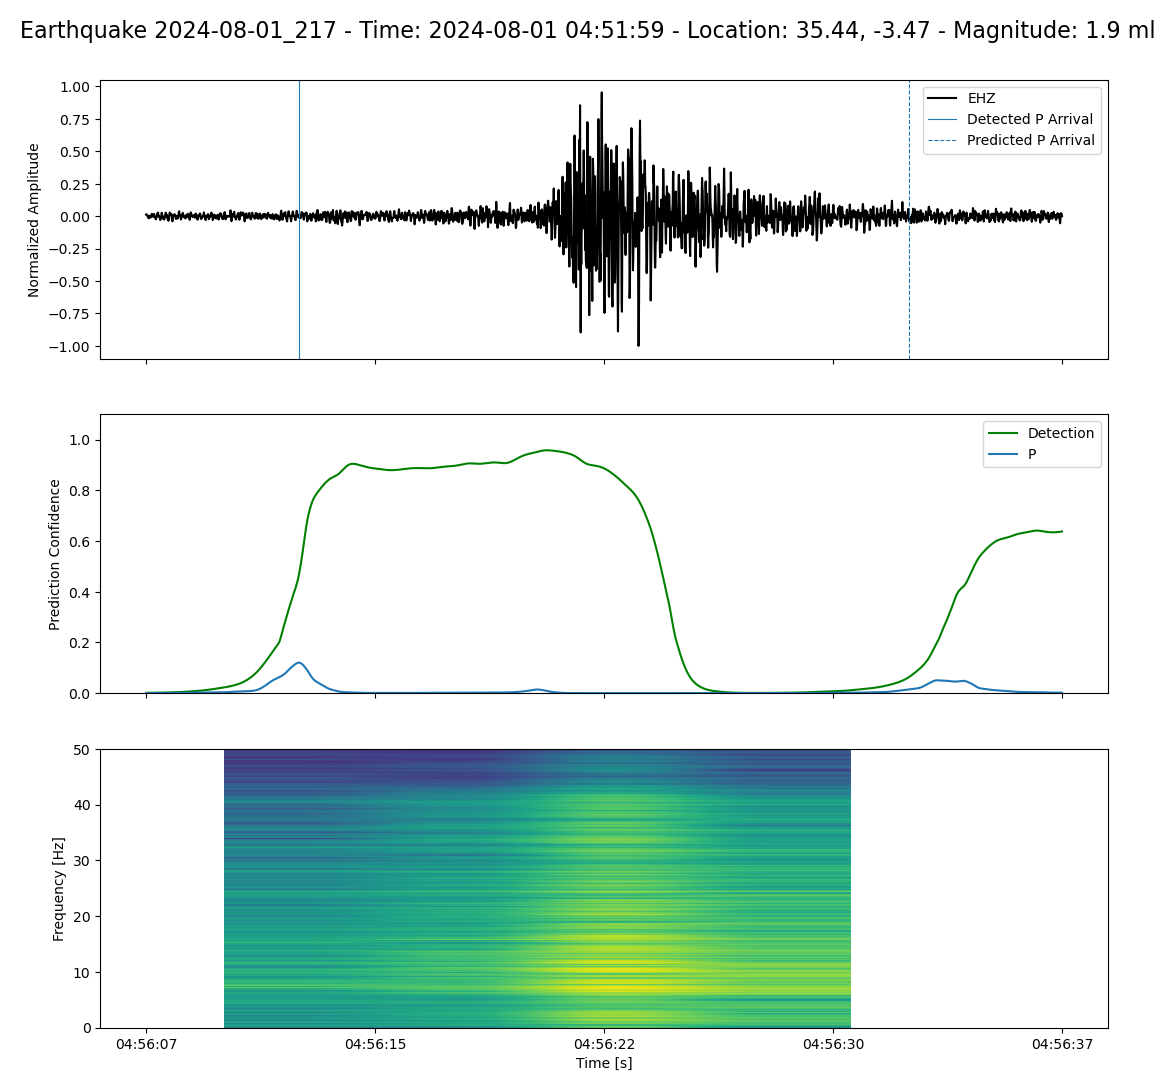 Earthquake 2024-08-01_217 - Time: 2024-08-01 04:51:59 - Location: 35.44, -3.47 - Magnitude: 1.9 ml
Normalized Amplitude
1.00
0.75
0.50
0.25
0.00
−0.25
−0.50
−0.75
−1.00
EHZ
Detected P Arrival
Predicted P Arrival
Prediction Confidence
1.0
0.8
0.6
0.4
0.2
0.0
Detection
P
Frequency [Hz]
50
40
30
20
10
0
04:56:07 04:56:15 04:56:22 04:56:30 04:56:37
Time [s]